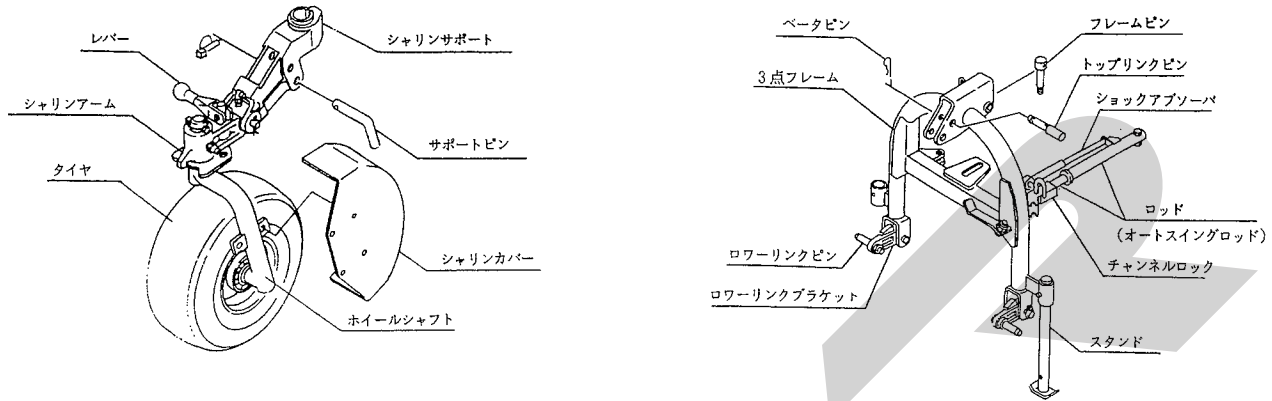 レバー
シャリンサポート
シャリンアーム
サポートピン
タイヤ
シャリンカバー
ホイールシャフト
ベータピン
フレームピン
3点フレーム
トップリンクピン
ショックアブソーバ
ロッド
(オートスイングロッド)
ロワーリンクピン
チャンネルロック
ロワーリンクブラケット
スタンド